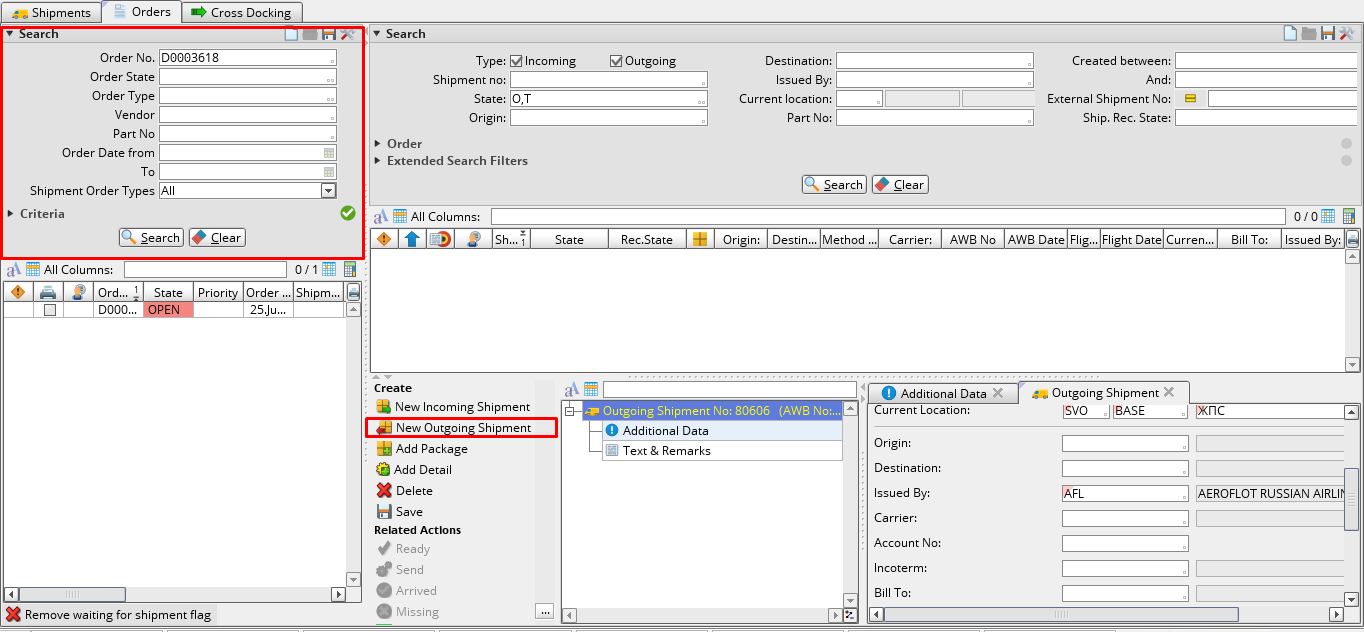 Shipments
Orders
Cross Docking
Search
Order No. D0003618
Order State
Order Type
Vendor
Part No
Order Date from
To
Shipment Order Types All
Criteria
Search Clear
All Columns: 0 / 1
Ord... 1 State Priority Order ... Shipm...
D000... OPEN 25.Ju...
Remove waiting for shipment flag
Search
Type: Incoming Outgoing
Shipment no:
State: O,T
Origin:
Destination:
Issued By:
Current location:
Part No:
Created between:
And:
External Shipment No:
Ship. Rec. State:
Order
Extended Search Filters
Search Clear
All Columns: 0 / 0
Sh... 1 State Rec.State Origin: Destin... Method ... Carrier: AWB No AWB Date Flig... Flight Date Curren... Bill To: Issued By:
Create
New Incoming Shipment
New Outgoing Shipment
Add Package
Add Detail
Delete
Save
Related Actions
Ready
Send
Arrived
Missing
...
Outgoing Shipment No: 80606 (AWB No:...
Additional Data
Text & Remarks
Additional Data
Outgoing Shipment
Current Location: SVO BASE ЖПС
Origin:
Destination:
Issued By: AFL AEROFLOT RUSSIAN AIRLIN
Carrier:
Account No:
Incoterm:
Bill To: